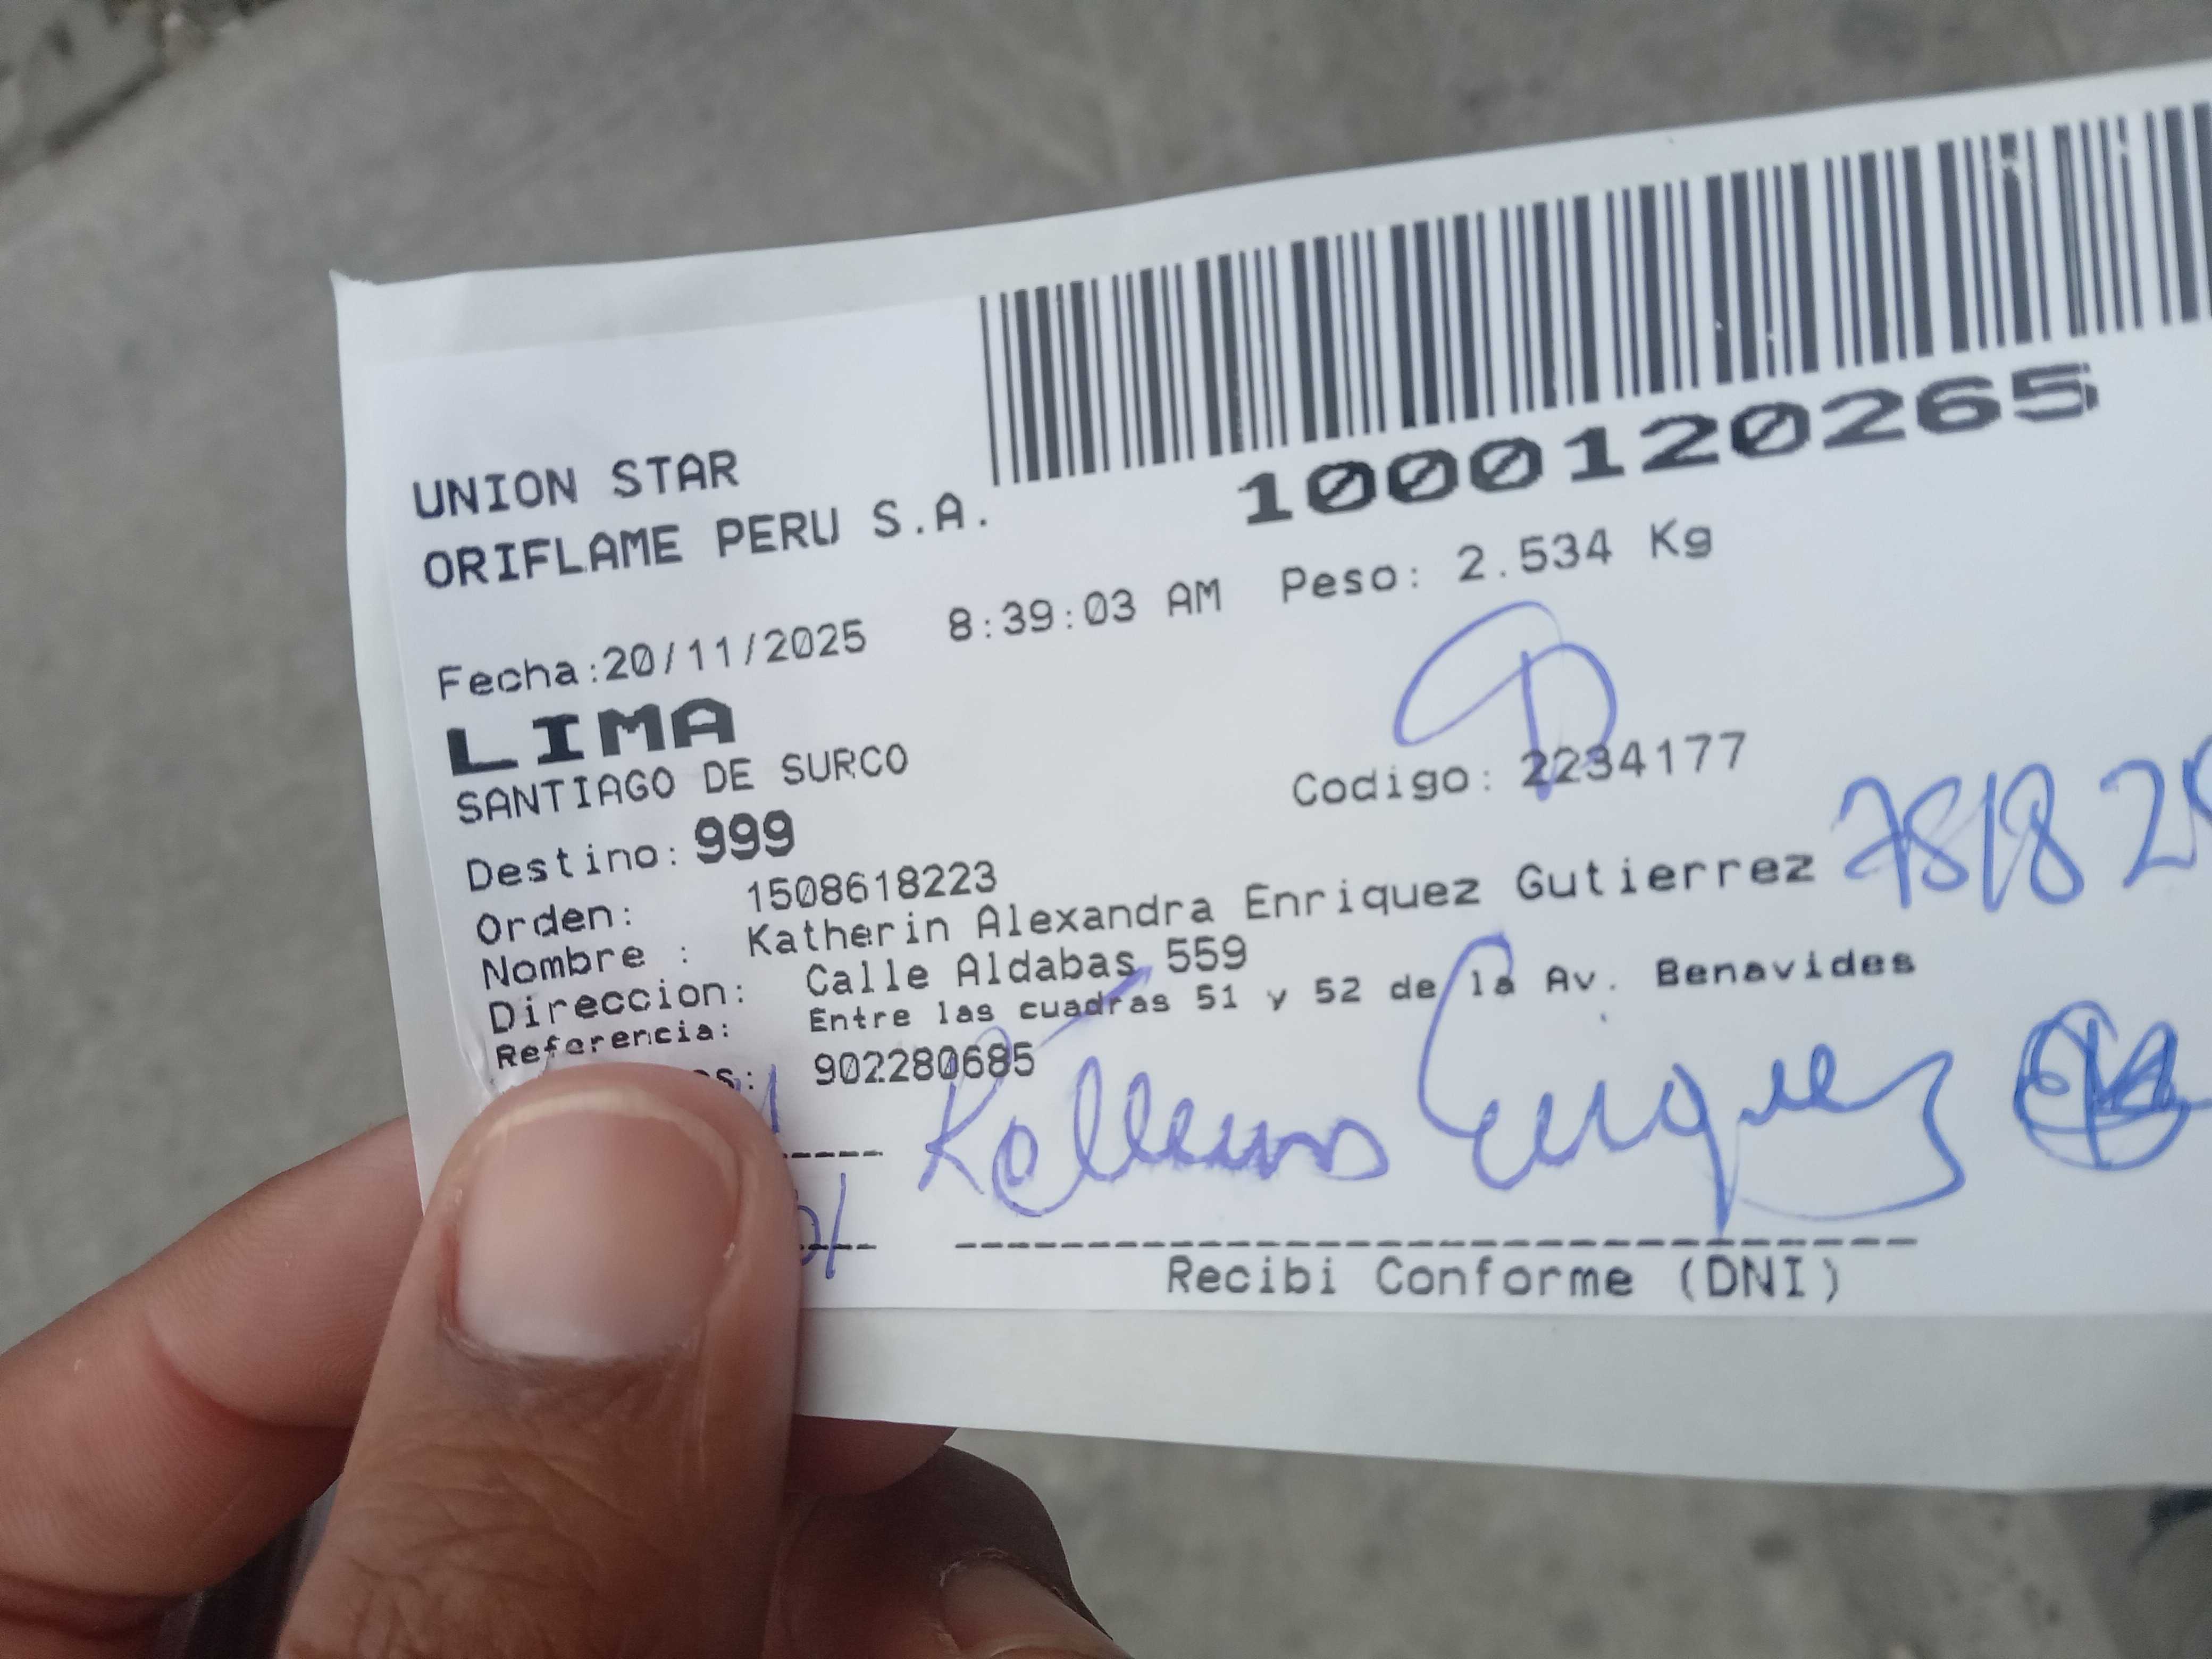 1000120265
UNION STAR
ORIFLAME PERU S.A.
Fecha:20/11/2025 8:39:03 AM Peso: 2.534 Kg
LIMA
SANTIAGO DE SURCO
Codigo: 2234177
Destino: 999
Orden: 1508618223
Nombre : Katherin Alexandra Enriquez Gutierrez
Direccion: Calle Aldabas 559
Referencia: Entre las cuadras 51 y 52 de la Av. Benavides
902280685
Recibi Conforme (DNI)